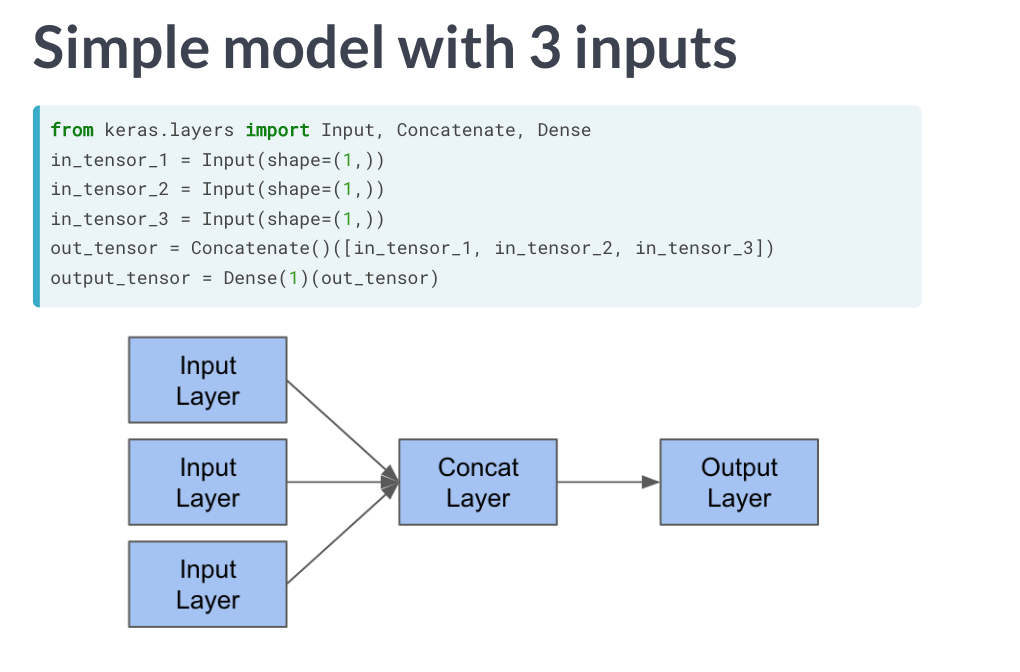 Simple model with 3 inputs
from keras.layers import Input, Concatenate, Dense
in_tensor_1 = Input(shape=(1,))
in_tensor_2 = Input(shape=(1,))
in_tensor_3 = Input(shape=(1,))
out_tensor = Concatenate()([in_tensor_1, in_tensor_2, in_tensor_3])
output_tensor = Dense(1)(out_tensor)
Input
Layer
Input
Layer
Input
Layer
Concat
Layer
Output
Layer